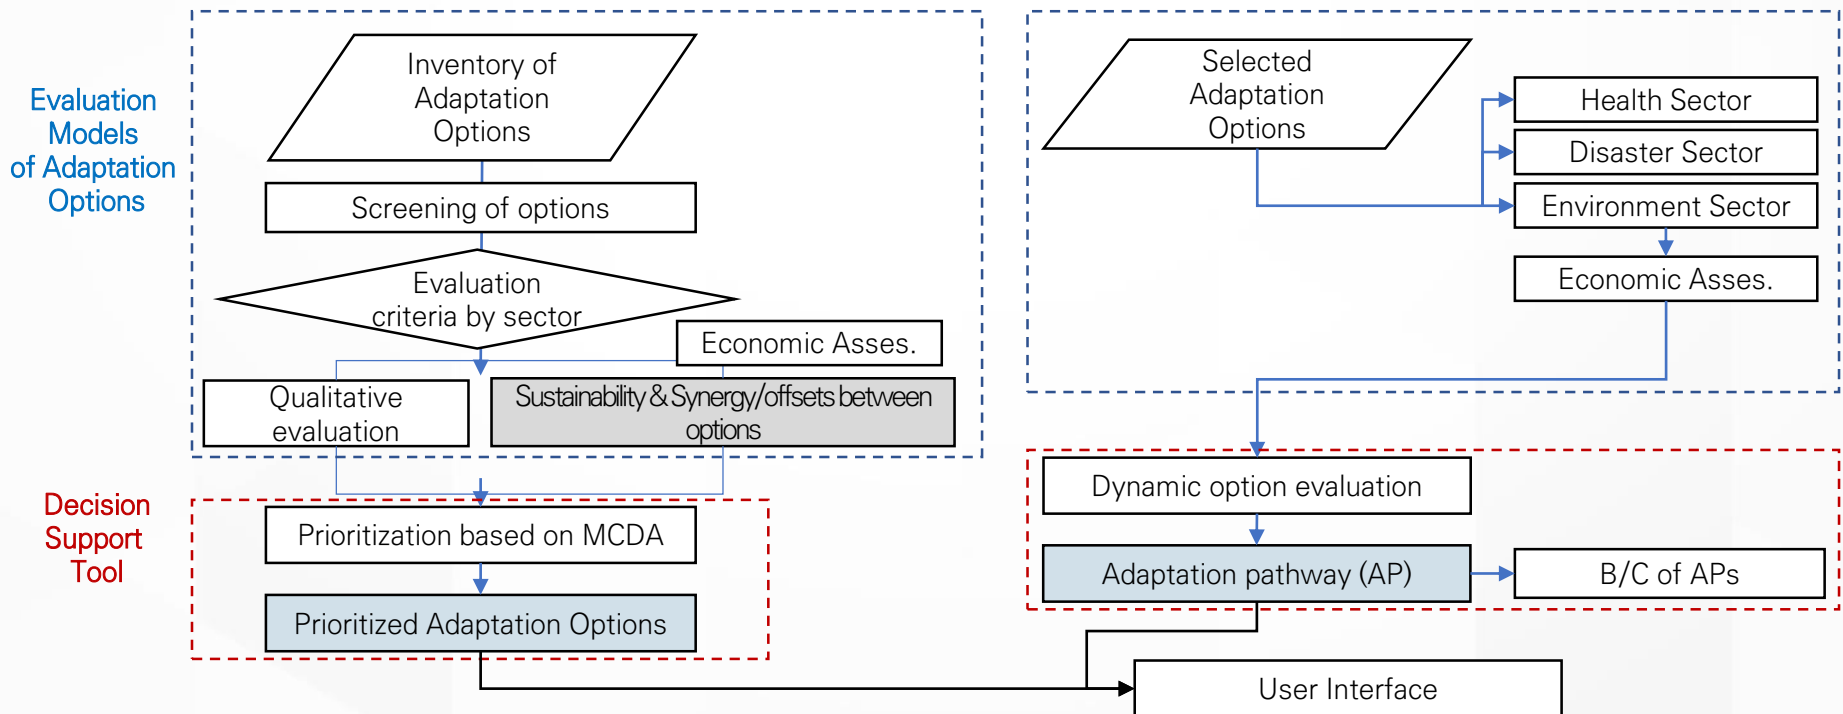 Evaluation
Models
of Adaptation
Options
Inventory of
Adaptation
Options
Screening of options
Evaluation
criteria by sector
Economic Asses.
Qualitative
evaluation
Sustainability & Synergy/offsets between
options
Decision
Support
Tool
Prioritization based on MCDA
Prioritized Adaptation Options
Selected
Adaptation
Options
Health Sector
Disaster Sector
Environment Sector
Economic Asses.
Dynamic option evaluation
Adaptation pathway (AP)
B/C of APs
User Interface